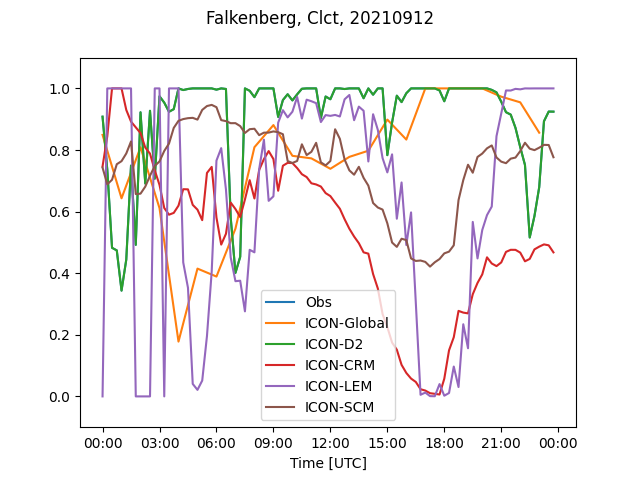 Falkenberg, Clct, 20210912
1.0
0.8
0.6
0.4
0.2
0.0
Obs
ICON-Global
ICON-D2
ICON-CRM
ICON-LEM
ICON-SCM
00:00 03:00 06:00 09:00 12:00 15:00 18:00 21:00 00:00
Time [UTC]